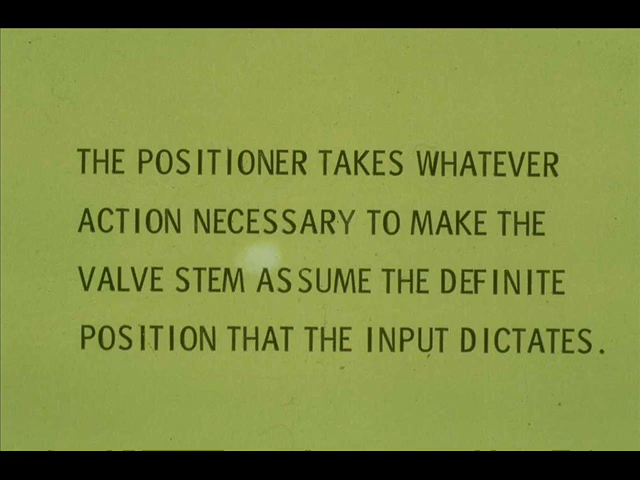 THE POSITIONER TAKES WHATEVER
ACTION NECESSARY TO MAKE THE
VALVE STEM ASSUME THE DEFINITE
POSITION THAT THE INPUT DICTATES.